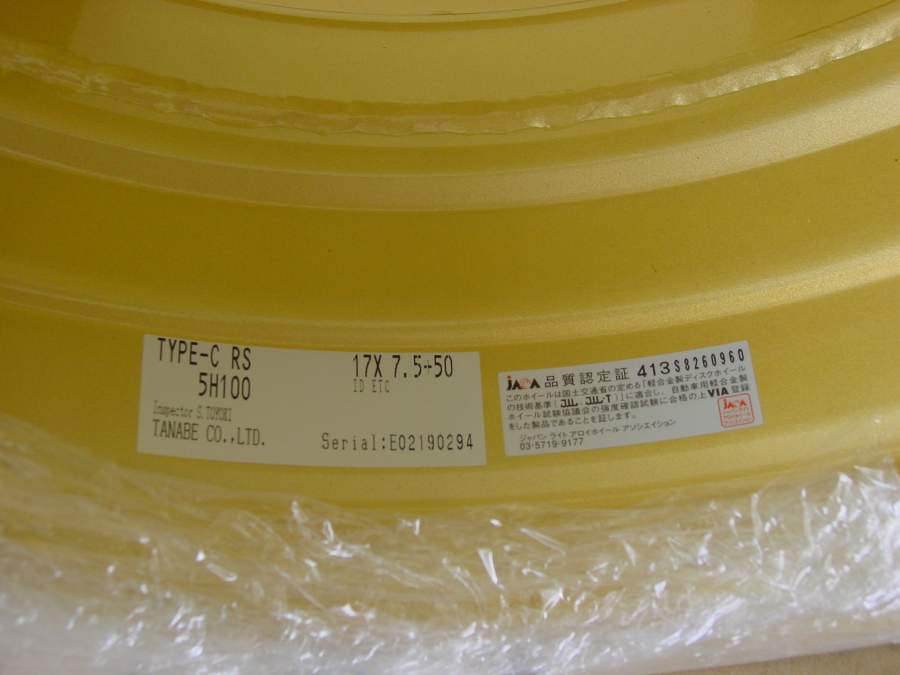 TYPE-C RS 17X 7.5+50
5H100 ID ETC
Inspector S.
TANABE CO.,LTD. Serial:E02190294
JAWA 品質認定証 413S8260960
このホイールは国土交通省の定める「軽合金製ディスクホイール
の技術基準(JWL、JWL-T)」に適合し、自動車用軽合金製
ホイール試験協議会の強度確認試験に合格の上VIA登録
をした製品であることを証します。
ジャパン ライト アロイホイール アソシエイション
03-5719-9177